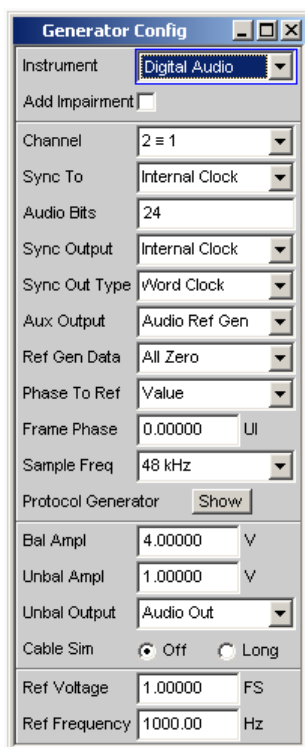 Generator Config
Instrument Digital Audio
Add Impairment
Channel 2 ≡ 1
Sync To Internal Clock
Audio Bits 24
Sync Output Internal Clock
Sync Out Type Word Clock
Aux Output Audio Ref Gen
Ref Gen Data All Zero
Phase To Ref Value
Frame Phase 0.00000 UI
Sample Freq 48 kHz
Protocol Generator Show
Bal Ampl 4.00000 V
Unbal Ampl 1.00000 V
Unbal Output Audio Out
Cable Sim Off Long
Ref Voltage 1.00000 FS
Ref Frequency 1000.00 Hz